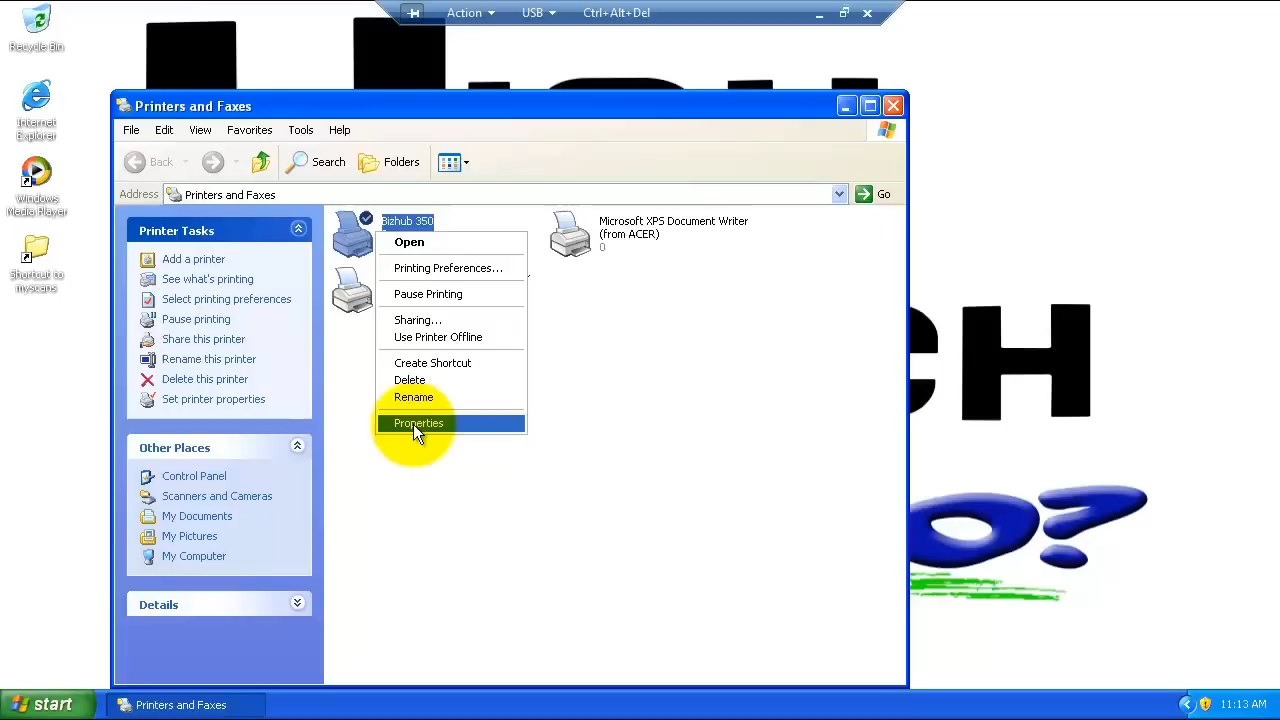 Action USB Ctrl+Alt+Del
Recycle Bin
Internet
Explorer
Windows
Media Player
Shortcut to
myscans
Printers and Faxes
File Edit View Favorites Tools Help
Back Search Folders
Address Printers and Faxes Go
Printer Tasks
Add a printer
See what's printing
Select printing preferences
Pause printing
Share this printer
Rename this printer
Delete this printer
Set printer properties
Other Places
Control Panel
Scanners and Cameras
My Documents
My Pictures
My Computer
Details
Bizhub 350
Open
Printing Preferences...
Pause Printing
Sharing...
Use Printer Offline
Create Shortcut
Delete
Rename
Properties
Microsoft XPS Document Writer
(from ACER)
0
CH
O?
start Printers and Faxes 11:13 AM